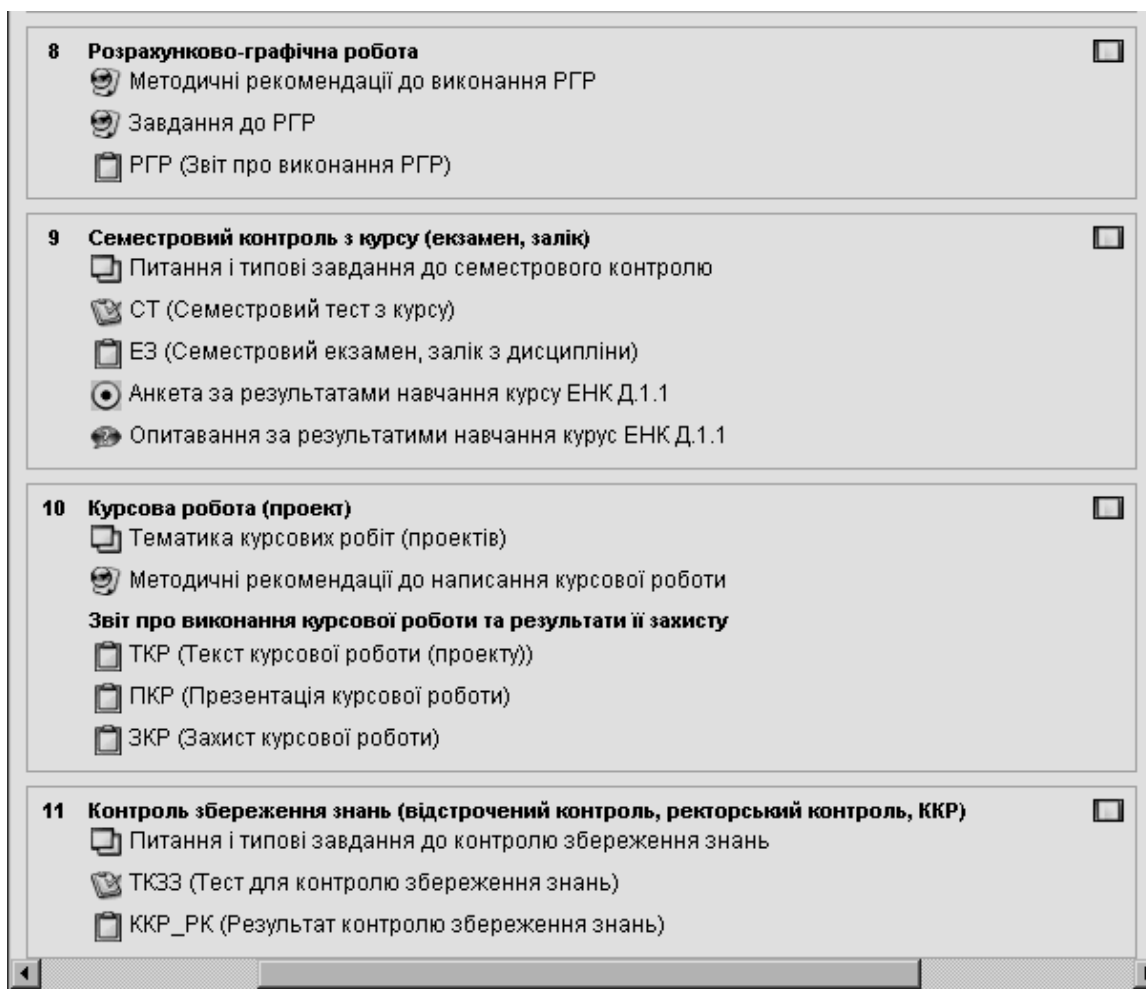 8 Розрахунково-графічна робота
Методичні рекомендації до виконання РГР
Завдання до РГР
РГР (Звіт про виконання РГР)
9 Семестровий контроль з курсу (екзамен, залік)
Питання і типові завдання до семестрового контролю
СТ (Семестровий тест з курсу)
ЕЗ (Семестровий екзамен, залік з дисципліни)
Анкета за результатами навчання курсу ЕНК Д.1.1
Опитавання за результатими навчання курус ЕНК Д.1.1
10 Курсова робота (проект)
Тематика курсових робіт (проектів)
Методичні рекомендації до написання курсової роботи
Звіт про виконання курсової роботи та результати її захисту
ТКР (Текст курсової роботи (проекту))
ПКР (Презентація курсової роботи)
ЗКР (Захист курсової роботи)
11 Контроль збереження знань (відстрочений контроль, ректорський контроль, ККР)
Питання і типові завдання до контролю збереження знань
ТКЗЗ (Тест для контролю збереження знань)
ККР_РК (Результат контролю збереження знань)